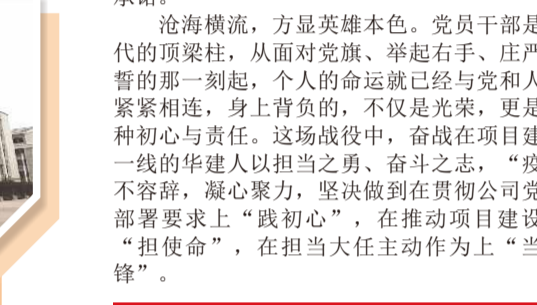 承诺。
沧海横流，方显英雄本色。党员干部是
代的顶梁柱，从面对党旗、举起右手、庄严
誓的那一刻起，个人的命运就已经与党和人
紧紧相连，身上背负的，不仅是光荣，更是
种初心与责任。这场战役中，奋战在项目建
一线的华建人以担当之勇、奋斗之志，“疫
不容辞，凝心聚力，坚决做到在贯彻公司党
部署要求上“践初心”，在推动项目建设
“担使命”，在担当大任主动作为上“当
锋”。